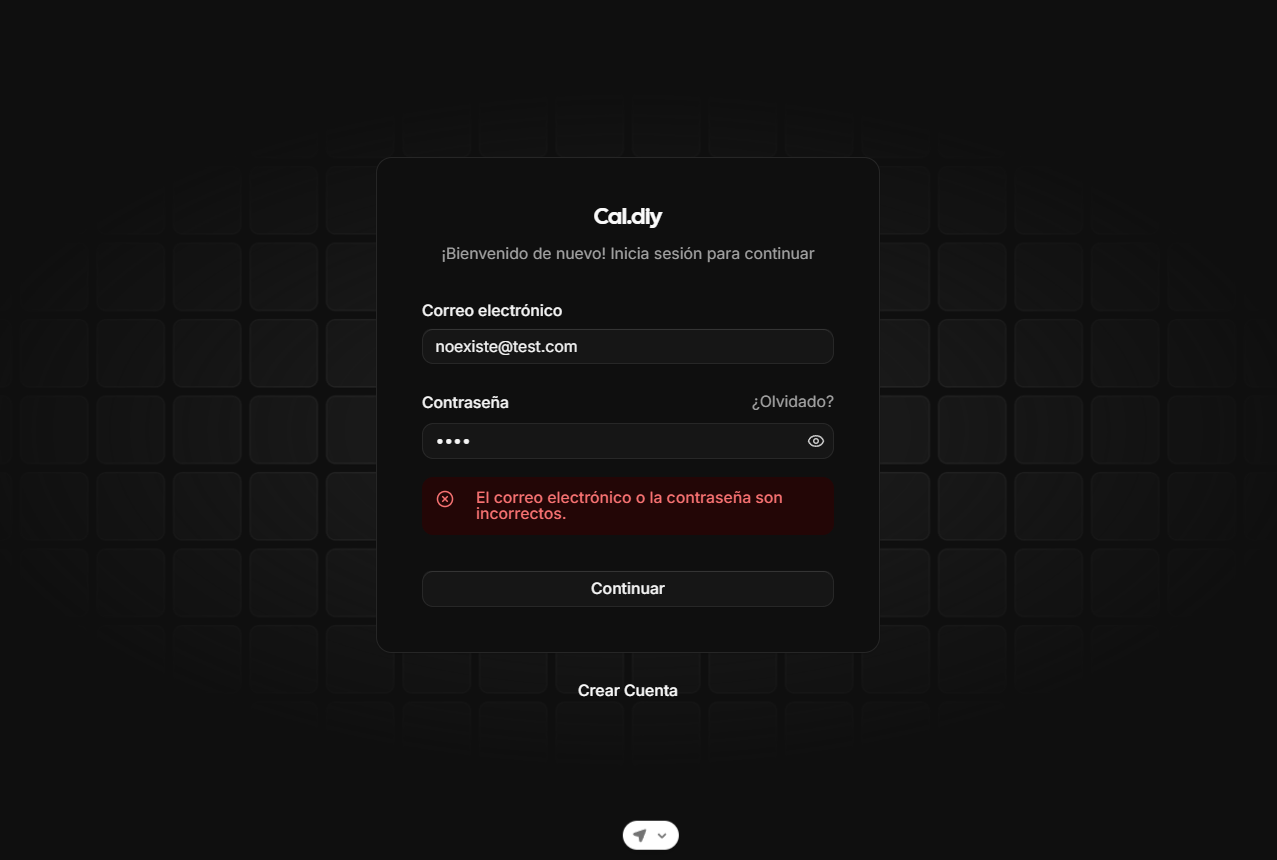 Cal.dly
¡Bienvenido de nuevo! Inicia sesión para continuar
Correo electrónico
noexiste@test.com
Contraseña
¿Olvidado?
••••
El correo electrónico o la contraseña son
incorrectos.
Continuar
Crear Cuenta